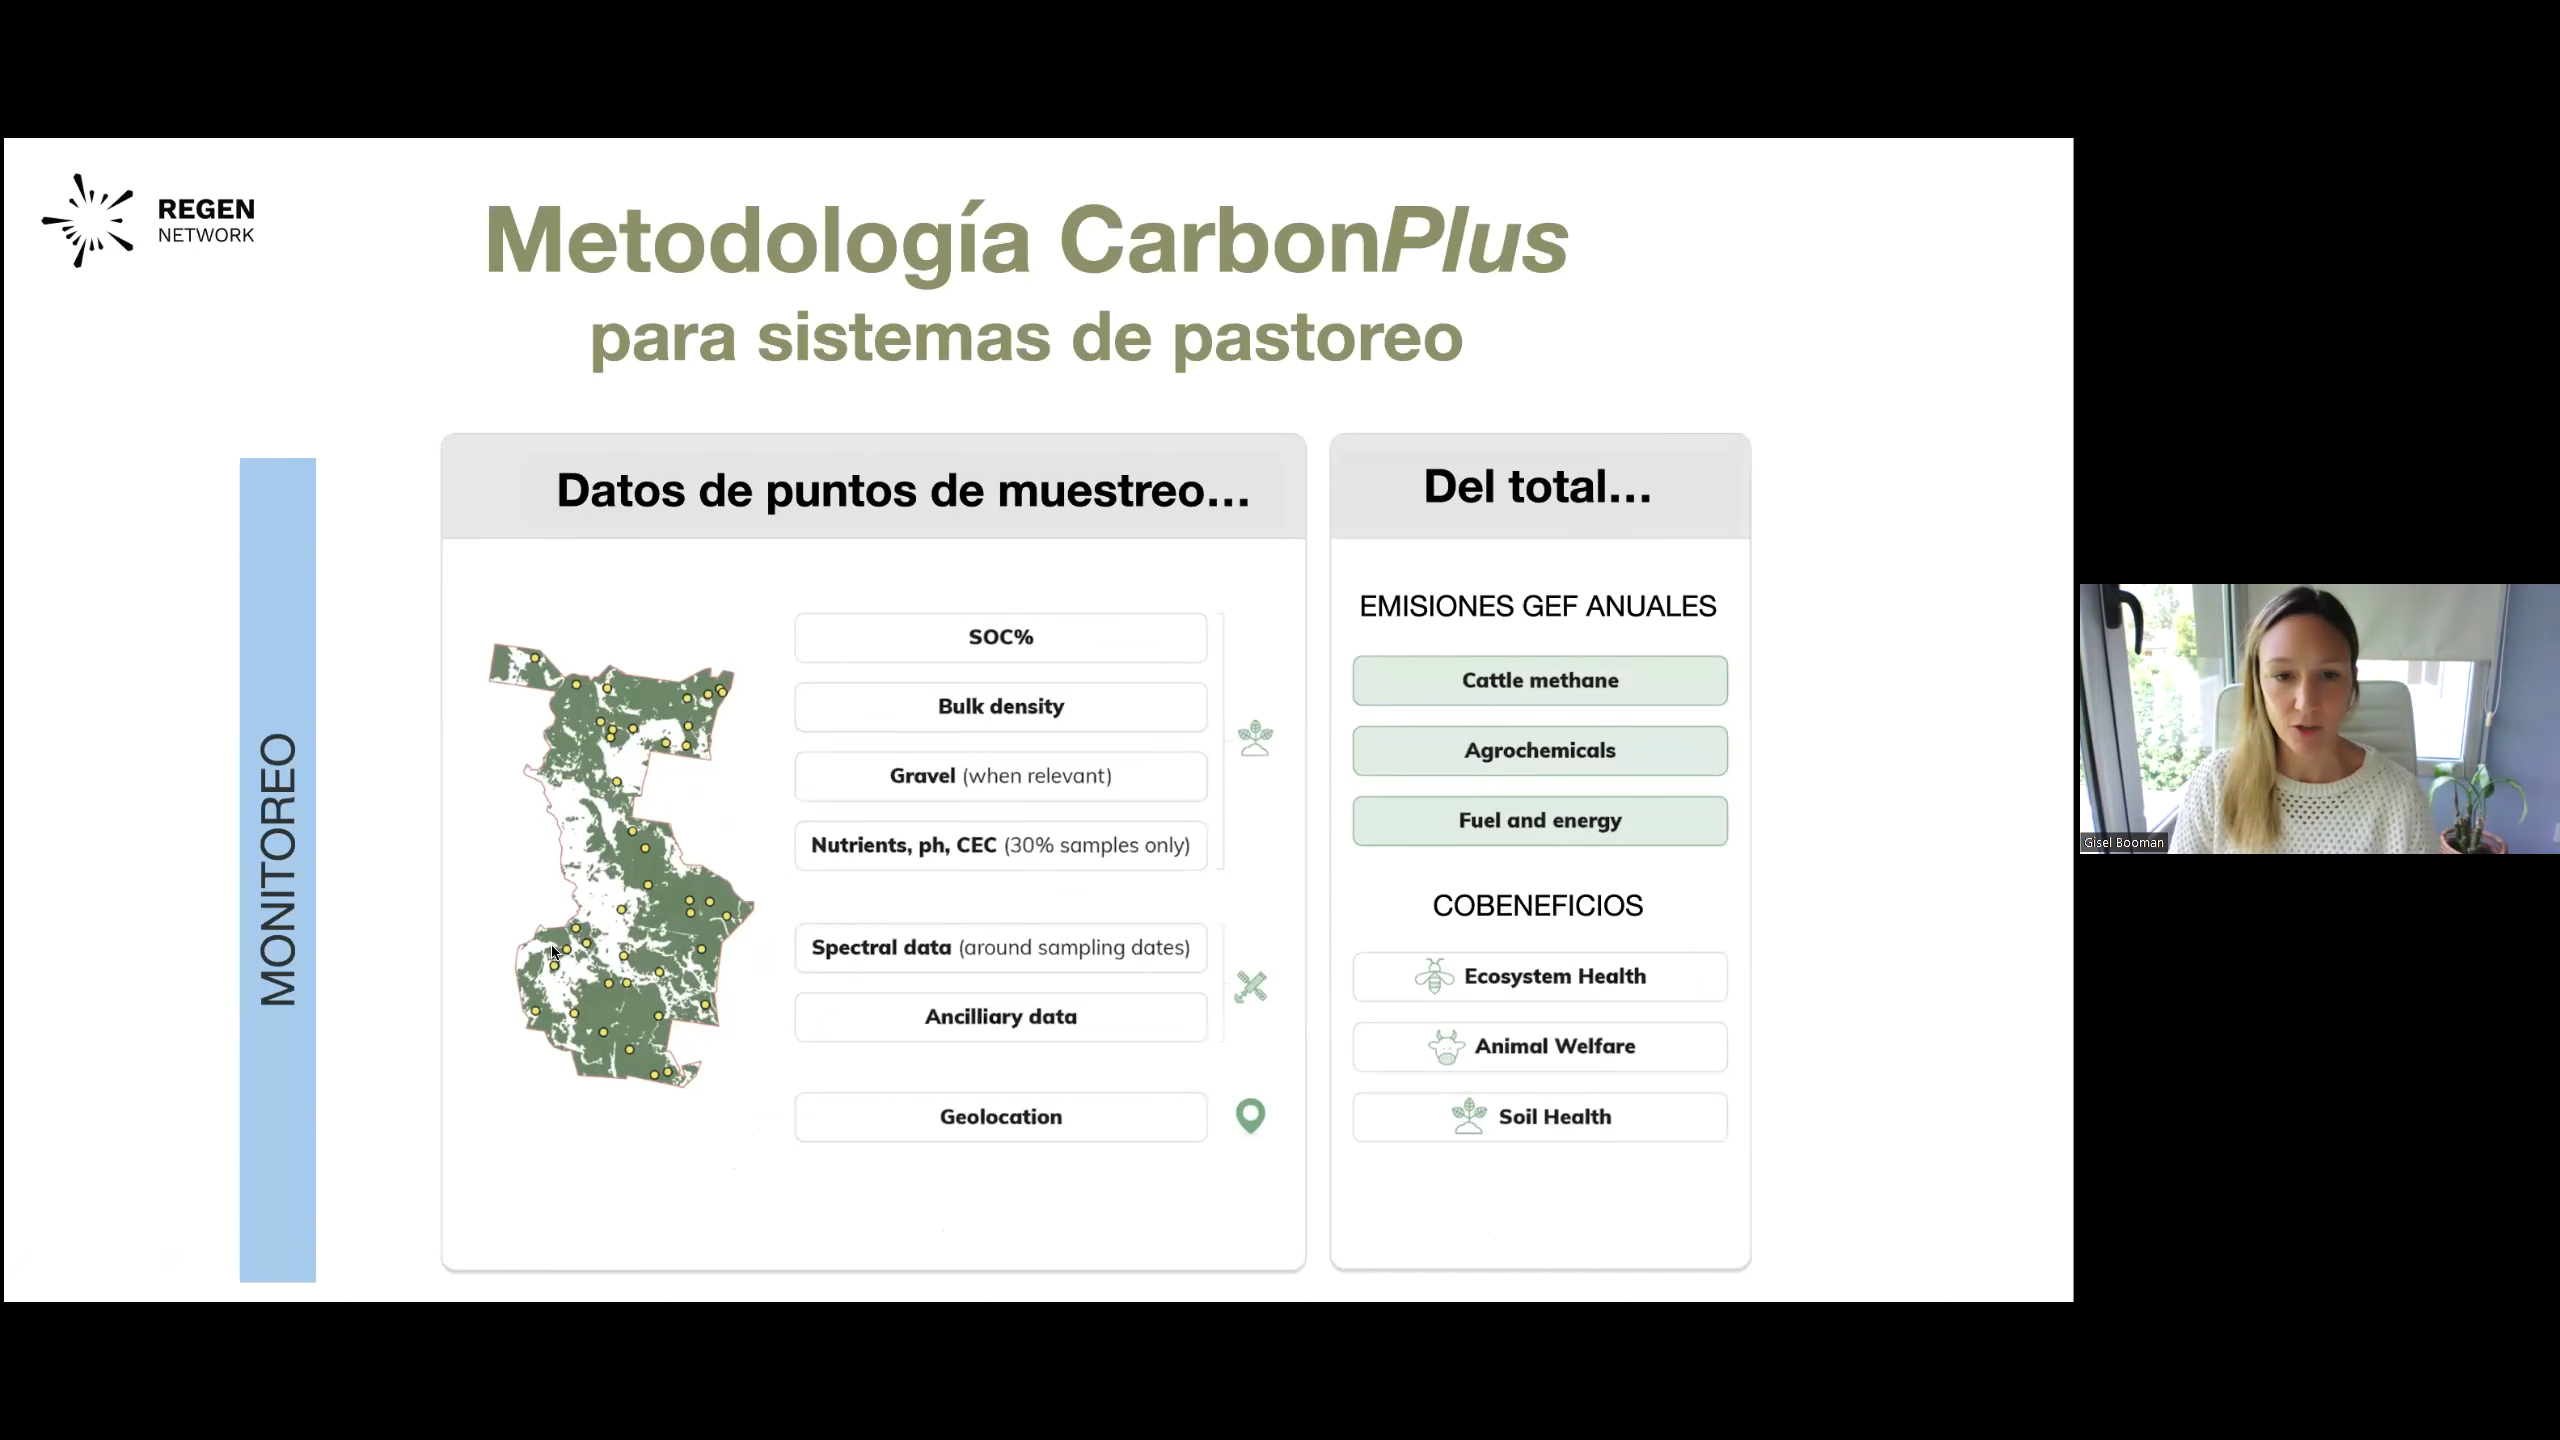 REGEN
NETWORK
Metodología CarbonPlus
para sistemas de pastoreo
MONITOREO
Datos de puntos de muestreo...
SOC%
Bulk density
Gravel (when relevant)
Nutrients, ph, CEC (30% samples only)
Spectral data (around sampling dates)
Ancilliary data
Geolocation
Del total...
EMISIONES GEF ANUALES
Cattle methane
Agrochemicals
Fuel and energy
COBENEFICIOS
Ecosystem Health
Animal Welfare
Soil Health
Gisel Booman